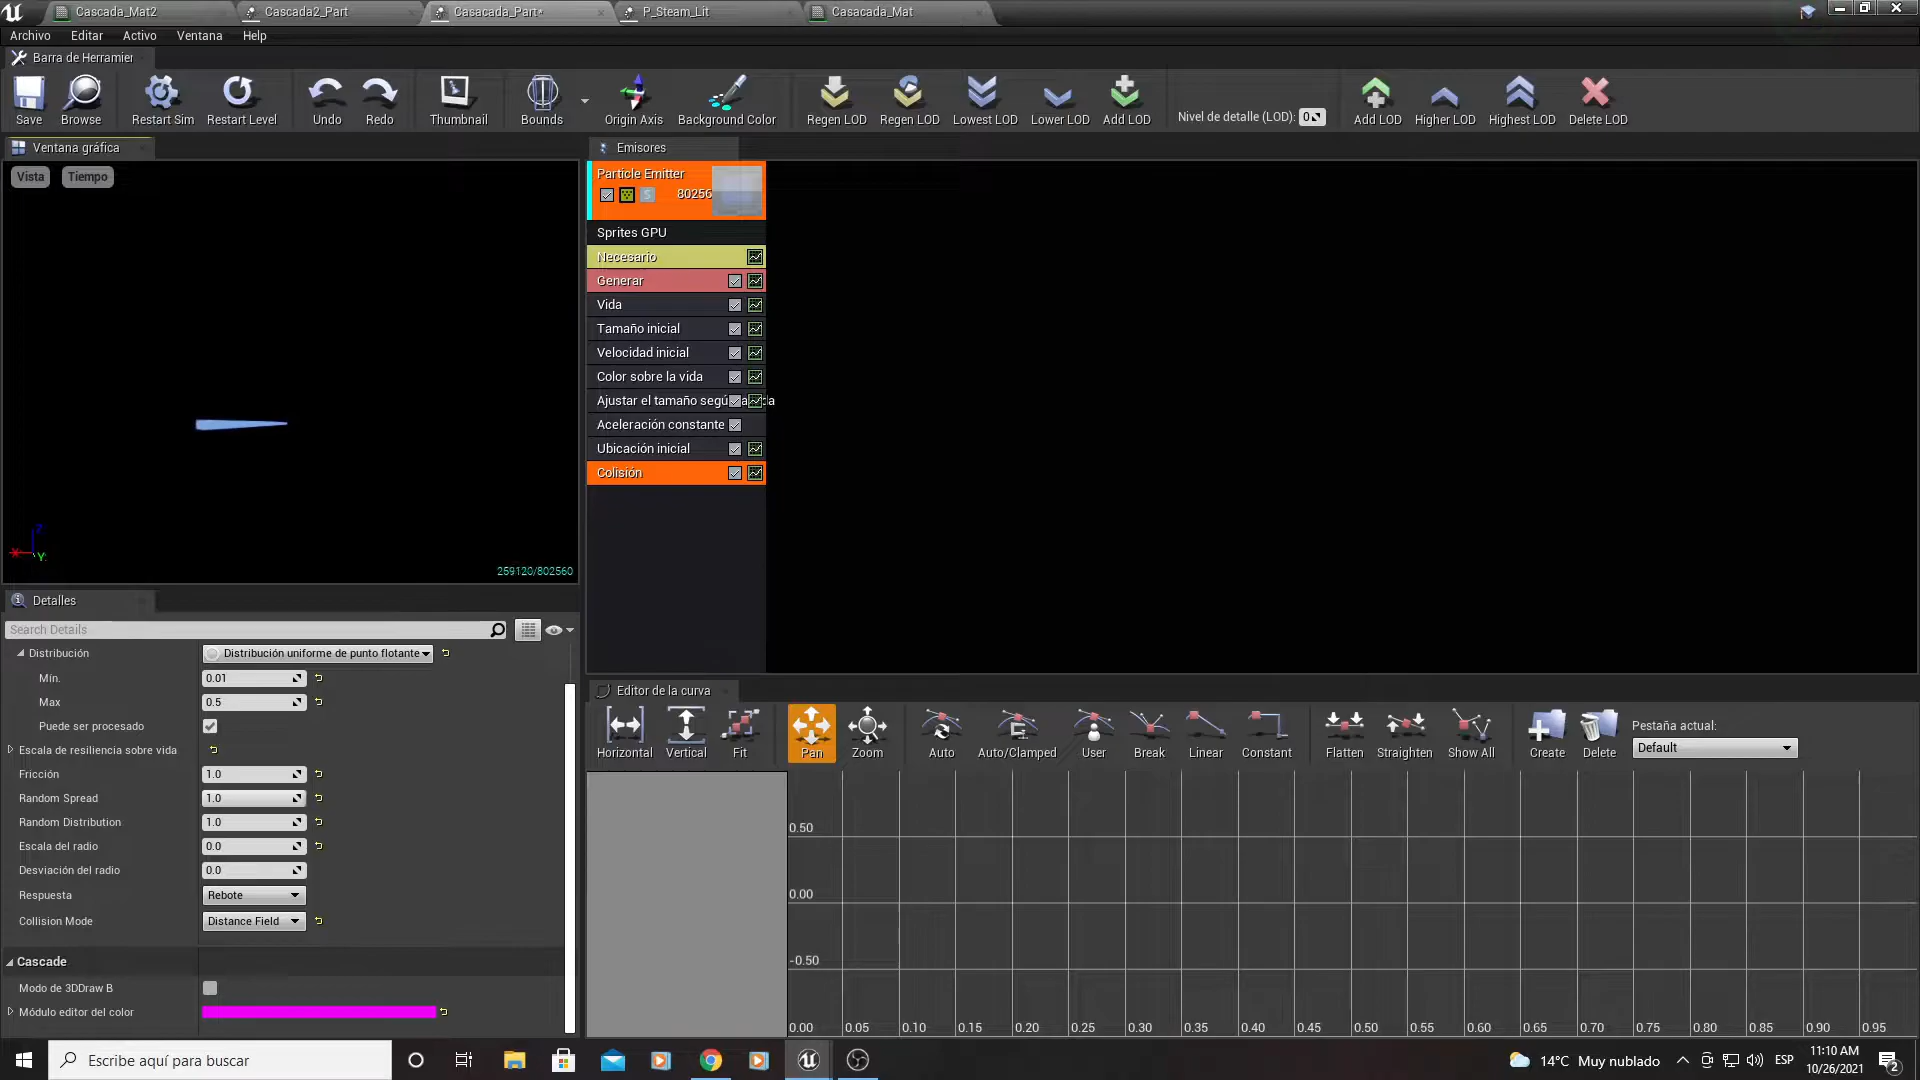 Cascada_Mat2
Cascada2_Part
Casacada_Part*
P_Steam_Lit
Casacada_Mat
Archivo
Editar
Activo
Ventana
Help
Barra de Herramier
Save
Browse
Restart Sim
Restart Level
Undo
Redo
Thumbnail
Bounds
Origin Axis
Background Color
Regen LOD
Regen LOD
Lowest LOD
Lower LOD
Add LOD
Nivel de detalle (LOD):
0
Add LOD
Higher LOD
Highest LOD
Delete LOD
Ventana gráfica
Vista
Tiempo
Z
X
Y
259120/802560
Emisores
Particle Emitter
80256
Sprites GPU
Necesario
Generar
Vida
Tamaño inicial
Velocidad inicial
Color sobre la vida
Ajustar el tamaño segú
Aceleración constante
Ubicación inicial
Colisión
Detalles
Search Details
Distribución
Distribución uniforme de punto flotante
Mín.
0.01
Max
0.5
Puede ser procesado
Escala de resiliencia sobre vida
Fricción
1.0
Random Spread
1.0
Random Distribution
1.0
Escala del radio
0.0
Desviación del radio
0.0
Respuesta
Rebote
Collision Mode
Distance Field
Cascade
Modo de 3DDraw B
Módulo editor del color
Editor de la curva
Horizontal
Vertical
Fit
Pan
Zoom
Auto
Auto/Clamped
User
Break
Linear
Constant
Flatten
Straighten
Show All
Create
Delete
Pestaña actual:
Default
0.50
0.00
-0.50
0.00 0.05 0.10 0.15 0.20 0.25 0.30 0.35 0.40 0.45 0.50 0.55 0.60 0.65 0.70 0.75 0.80 0.85 0.90 0.95
Escribe aquí para buscar
14°C Muy nublado
ESP
11:10 AM
10/26/2021
2